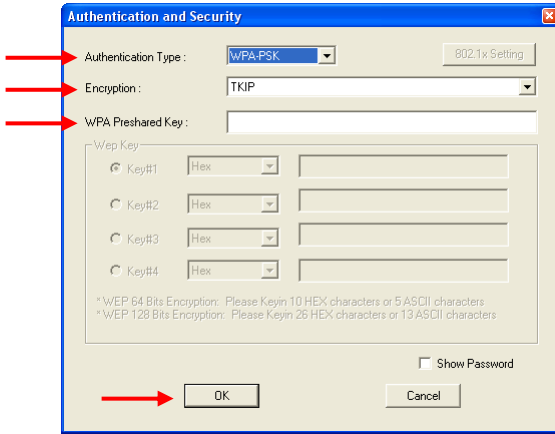 Authentication and Security
Authentication Type : WPA-PSK 802.1x Setting
Encryption : TKIP
WPA Preshared Key :
Wep Key
Key#1 Hex
Key#2 Hex
Key#3 Hex
Key#4 Hex
* WEP 64 Bits Encryption: Please Keyin 10 HEX characters or 5 ASCII characters
* WEP 128 Bits Encryption: Please Keyin 26 HEX characters or 13 ASCII characters
Show Password
OK Cancel